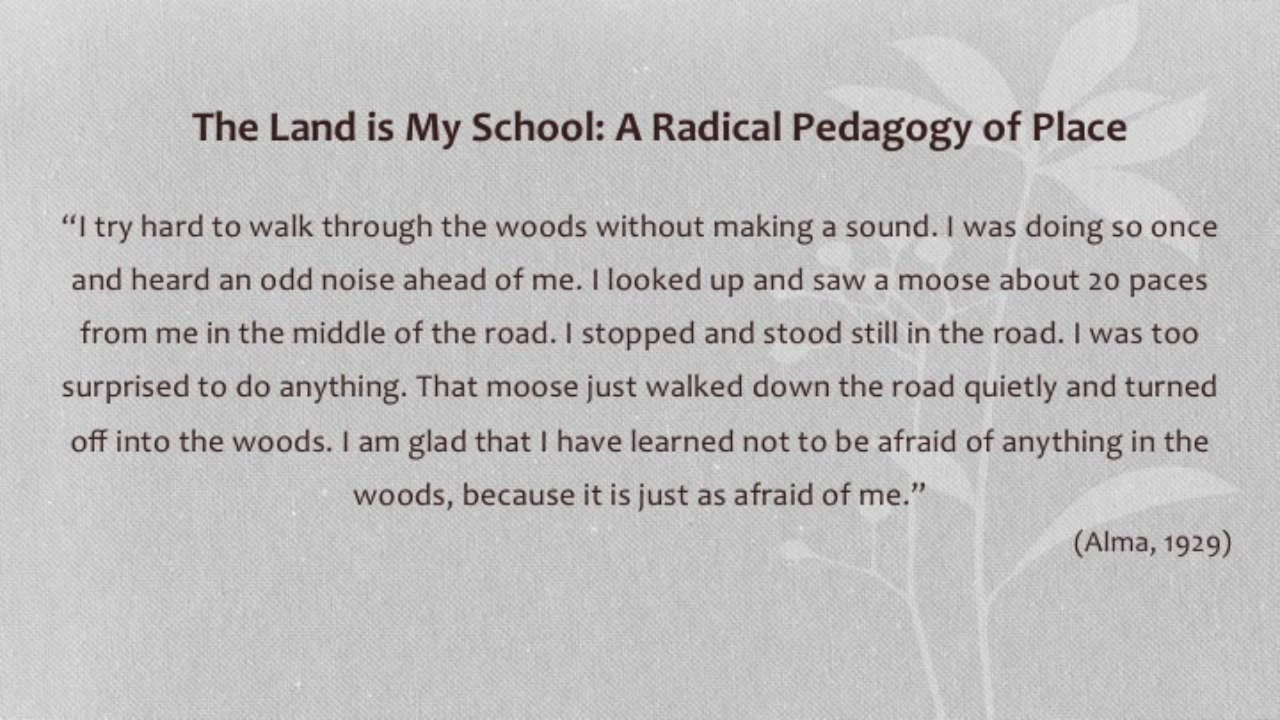 The Land is My School: A Radical Pedagogy of Place
“I try hard to walk through the woods without making a sound. I was doing so once
and heard an odd noise ahead of me. I looked up and saw a moose about 20 paces
from me in the middle of the road. I stopped and stood still in the road. I was too
surprised to do anything. That moose just walked down the road quietly and turned
off into the woods. I am glad that I have learned not to be afraid of anything in the
woods, because it is just as afraid of me.”
(Alma, 1929)